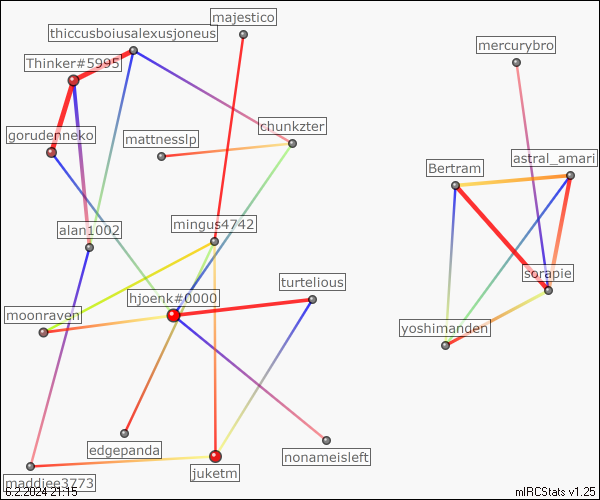 majestico
thiccusboiusalexusjoneus
mercurybro
Thinker#5995
gorudenneko
mattnesslp
chunkzter
Bertram
astral_amari
alan1002
mingus4742
sorapie
turtelious
hjoenk#0000
moonraven
yoshimanden
edgepanda
nonameisleft
juketm
maddiee3773
6.2.2024 21:15
mIRCStats v1.25